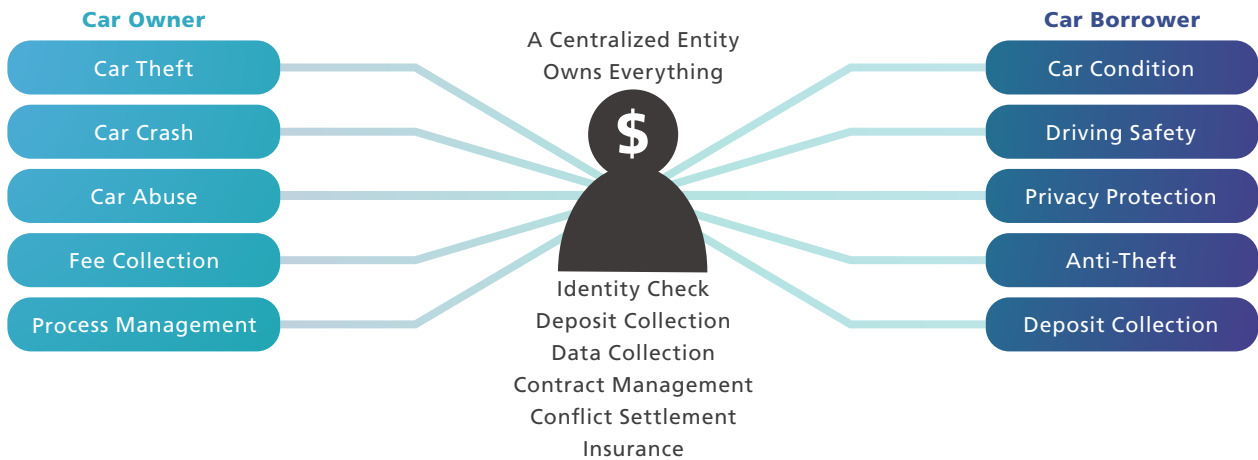 Car Owner
Car Theft
Car Crash
Car Abuse
Fee Collection
Process Management
A Centralized Entity
Owns Everything
$
Identity Check
Deposit Collection
Data Collection
Contract Management
Conflict Settlement
Insurance
Car Borrower
Car Condition
Driving Safety
Privacy Protection
Anti-Theft
Deposit Collection